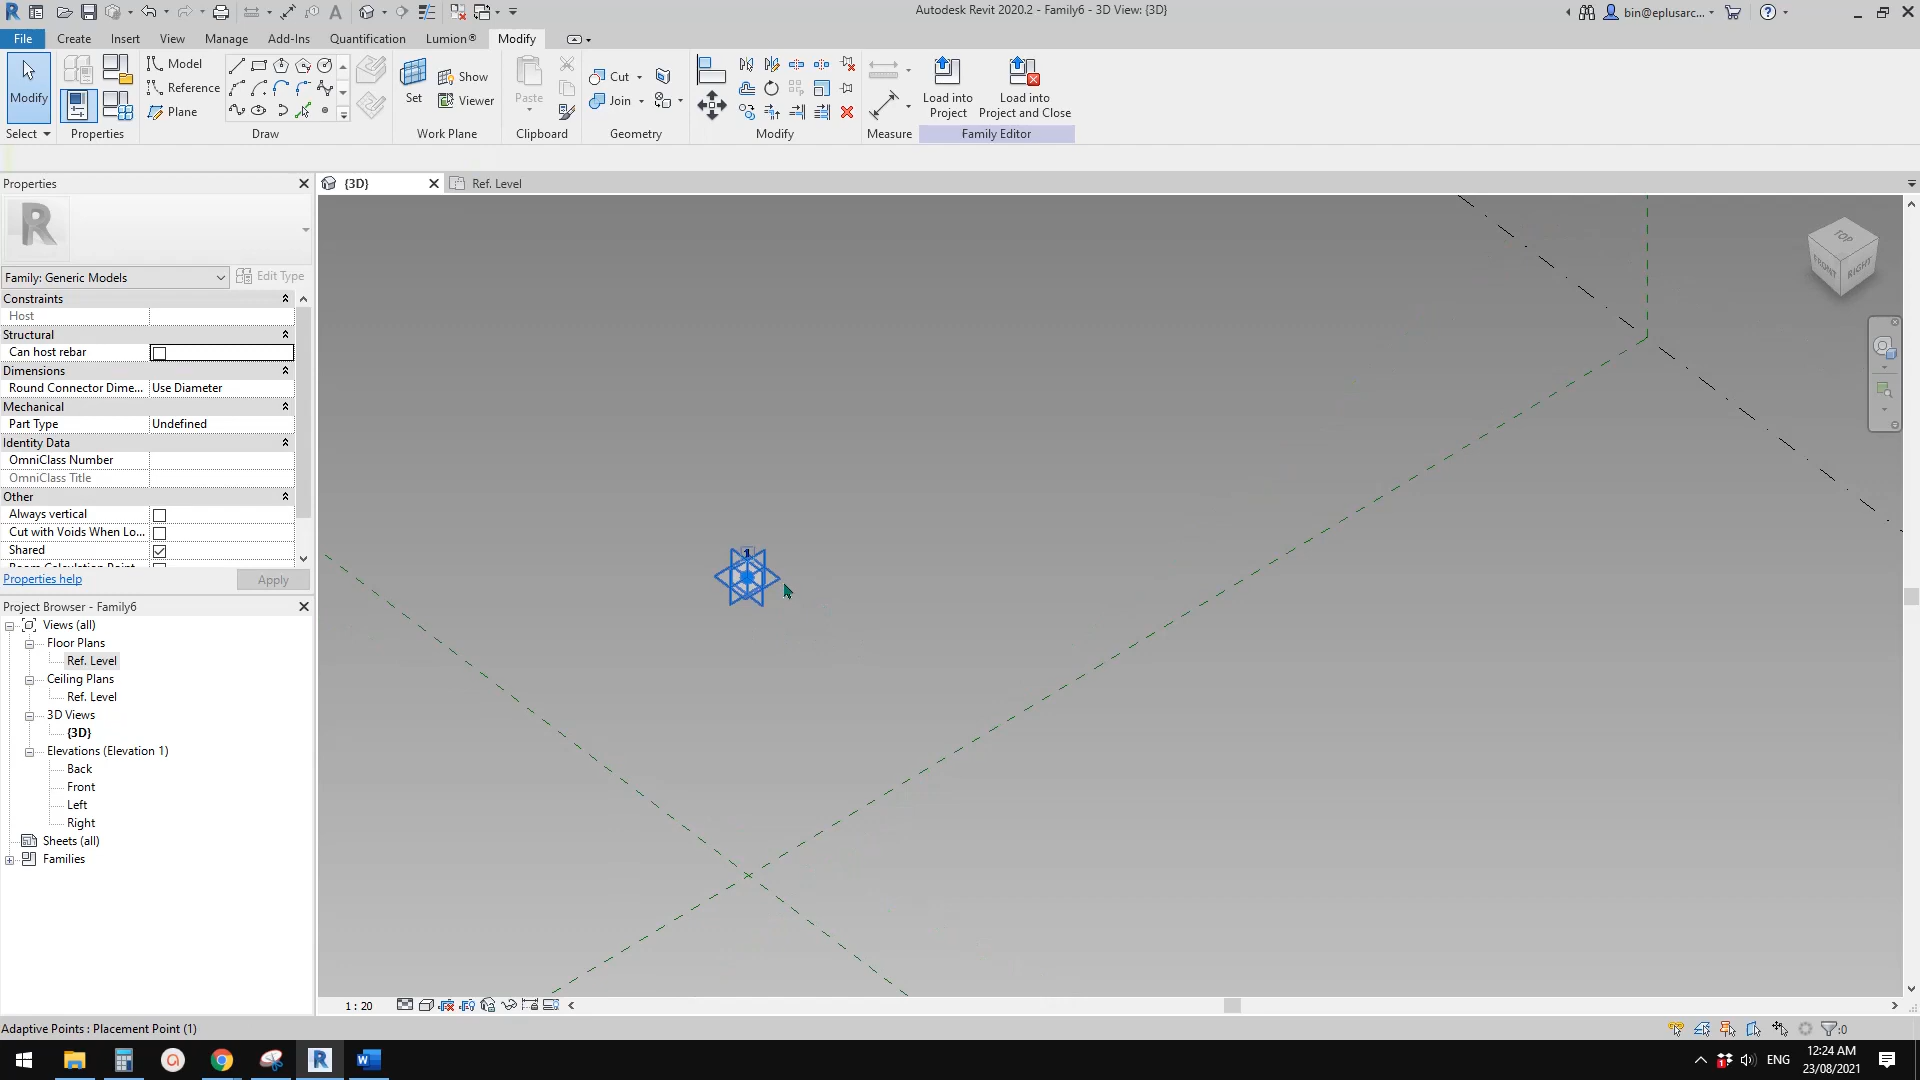 Autodesk Revit 2020.2 - Family6 - 3D View: {3D}
bin@eplusarc...
File Create Insert View Manage Add-Ins Quantification Lumion® Modify
Modify
Model
Reference
Plane
Set
Show
Viewer
Paste
Cut
Join
Load into
Project
Load into
Project and Close
Select Properties Draw Work Plane Clipboard Geometry Modify Measure Family Editor
Properties
{3D}
Ref. Level
Family: Generic Models
Edit Type
Constraints
Host
Structural
Can host rebar
Dimensions
Round Connector Dime... Use Diameter
Mechanical
Part Type Undefined
Identity Data
OmniClass Number
OmniClass Title
Other
Always vertical
Cut with Voids When Lo...
Shared
Properties help
Apply
Project Browser - Family6
Views (all)
Floor Plans
Ref. Level
Ceiling Plans
Ref. Level
3D Views
{3D}
Elevations (Elevation 1)
Back
Front
Left
Right
Sheets (all)
Families
TOP
FRONT
RIGHT
1
1 : 20
Adaptive Points : Placement Point (1)
:0
ENG
12:24 AM
23/08/2021